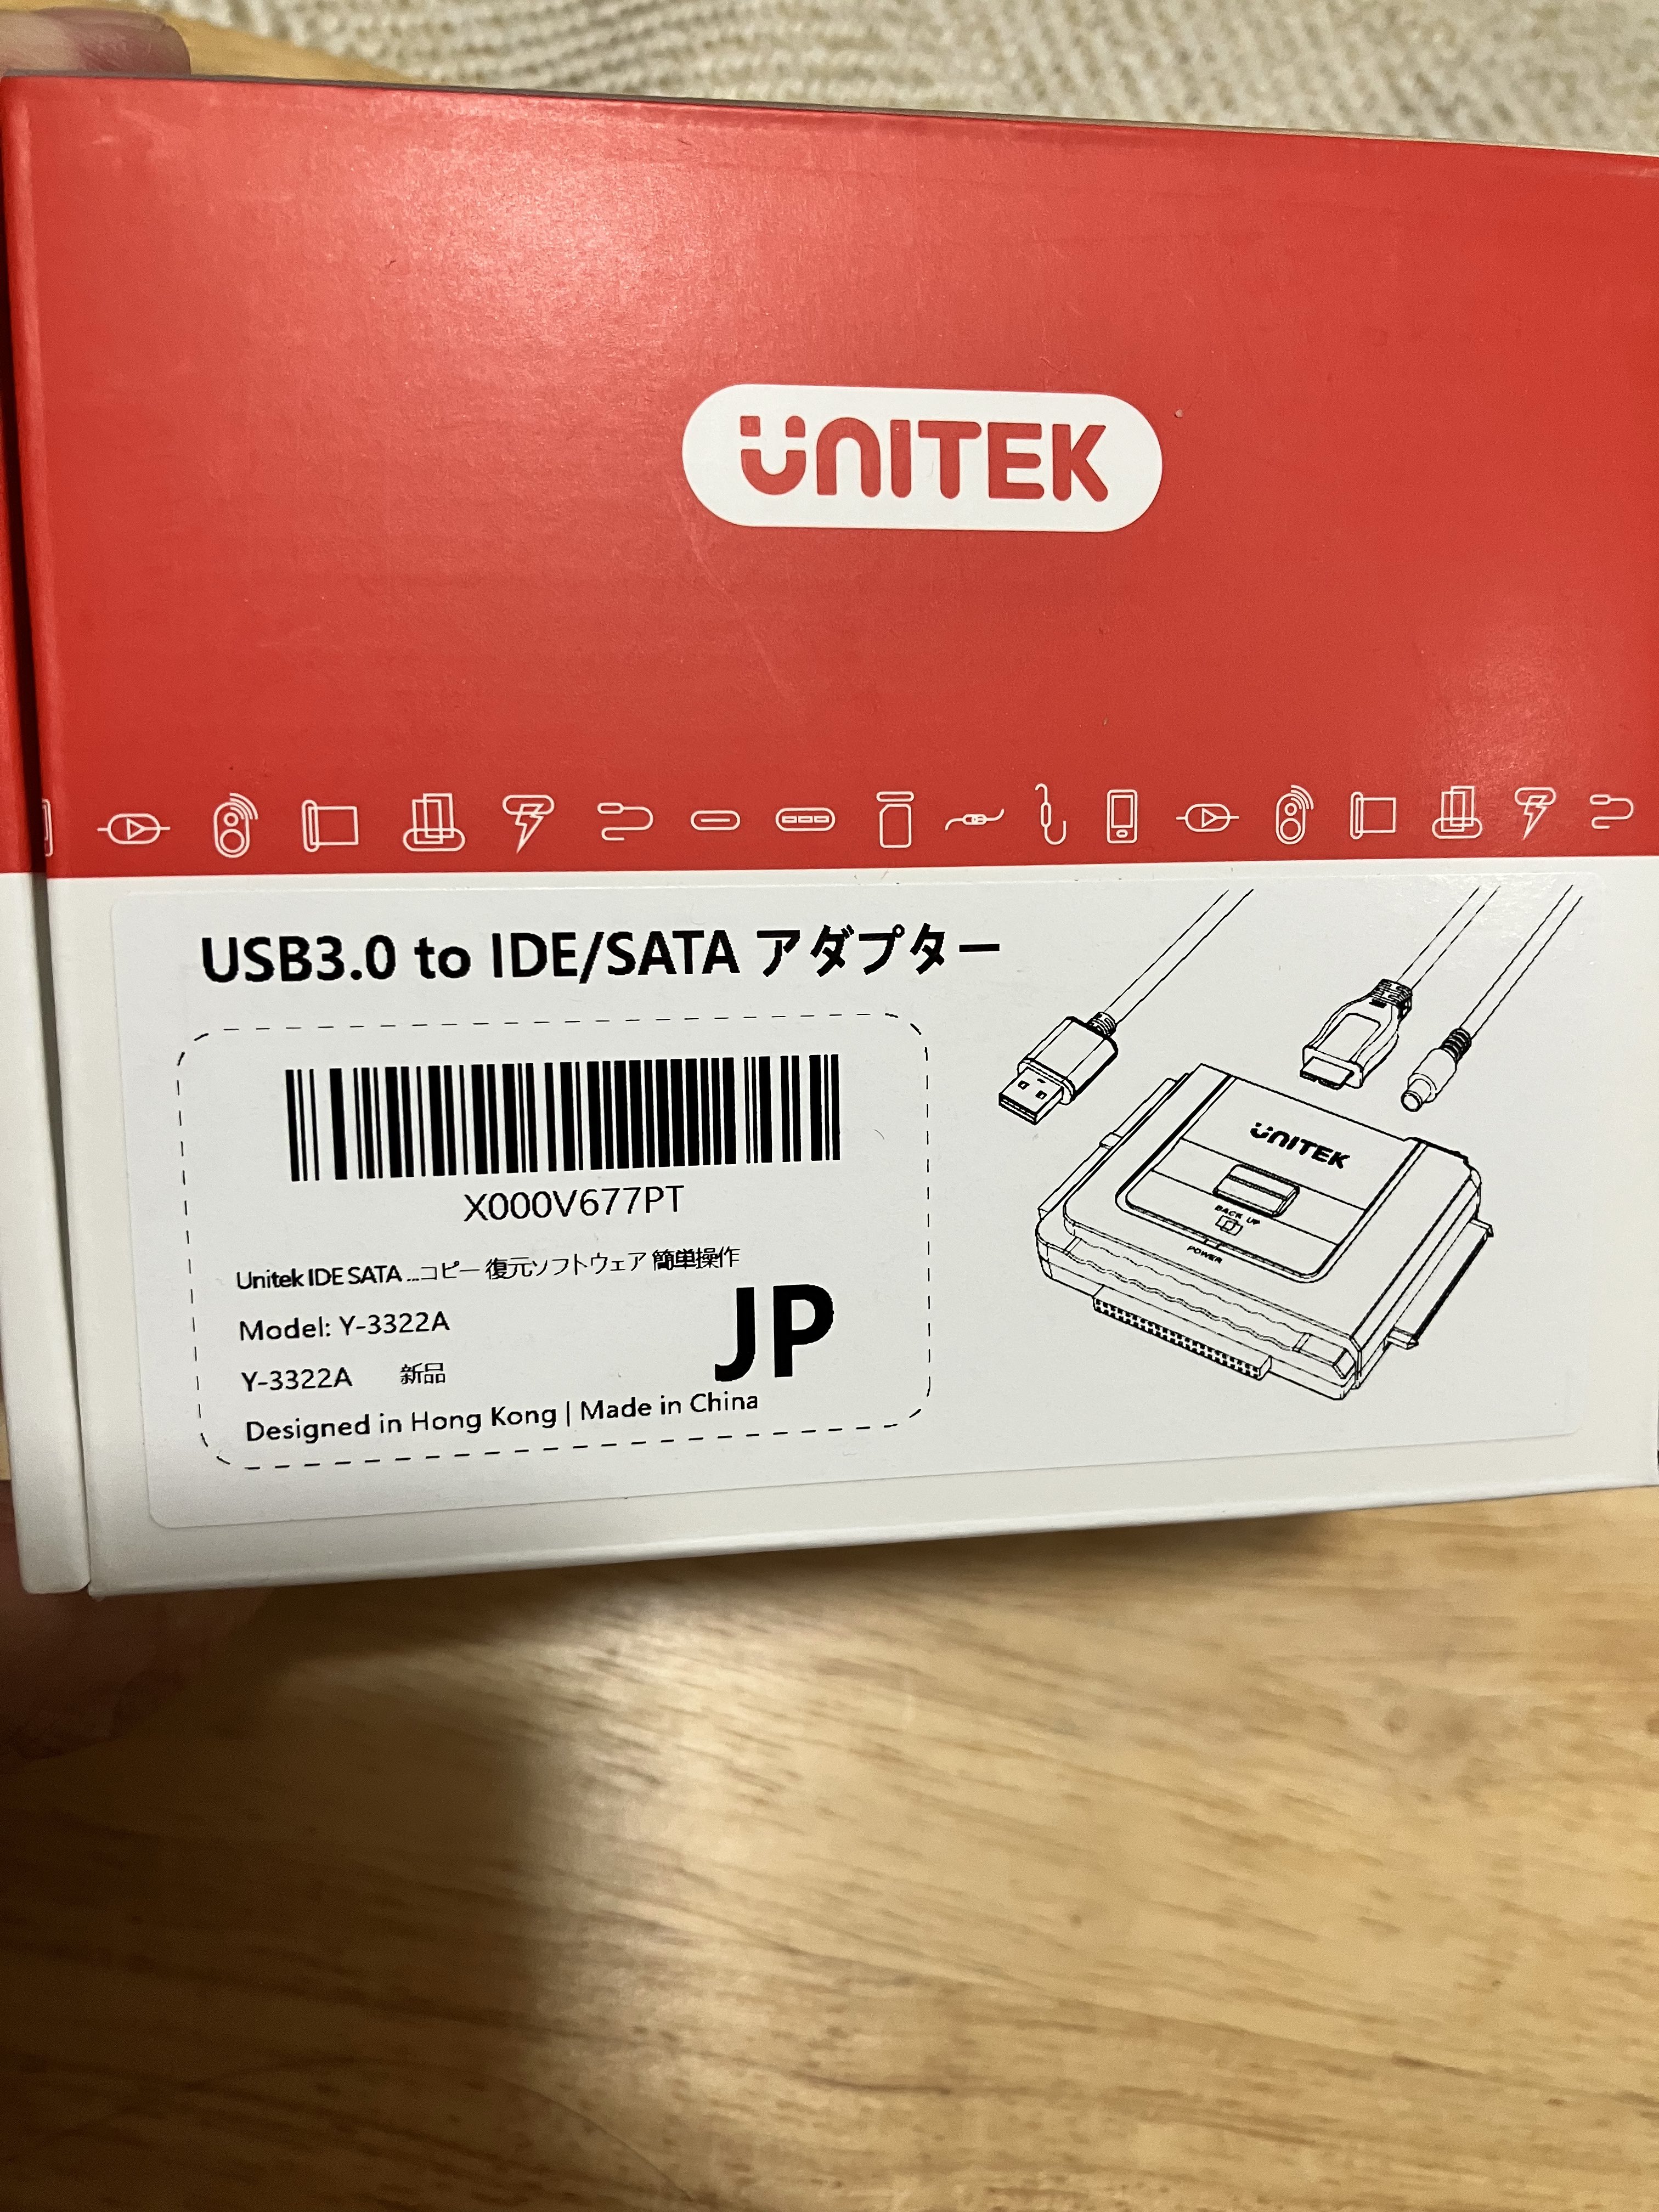 UNITEK
USB3.0 to IDE/SATA アダプター
X000V677PT
Unitek IDE SATA ...コピー 復元ソフトウェア 簡単操作
Model: Y-3322A
Y-3322A 新品
JP
Designed in Hong Kong | Made in China
UNITEK
BACK UP
POWER